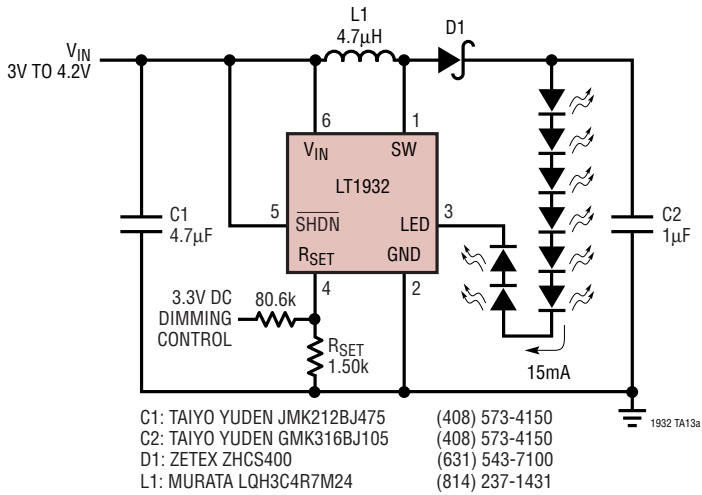 L1
4.7µH
D1
VIN
3V TO 4.2V
6
1
VIN
SW
LT1932
C1
4.7µF
5
SHDN
LED
3
C2
1µF
RSET
GND
4
2
3.3V DC
DIMMING
CONTROL
80.6k
RSET
1.50k
15mA
C1: TAIYO YUDEN JMK212BJ475 (408) 573-4150
C2: TAIYO YUDEN GMK316BJ105 (408) 573-4150
D1: ZETEX ZHCS400 (631) 543-7100
L1: MURATA LQH3C4R7M24 (814) 237-1431
1932 TA13a